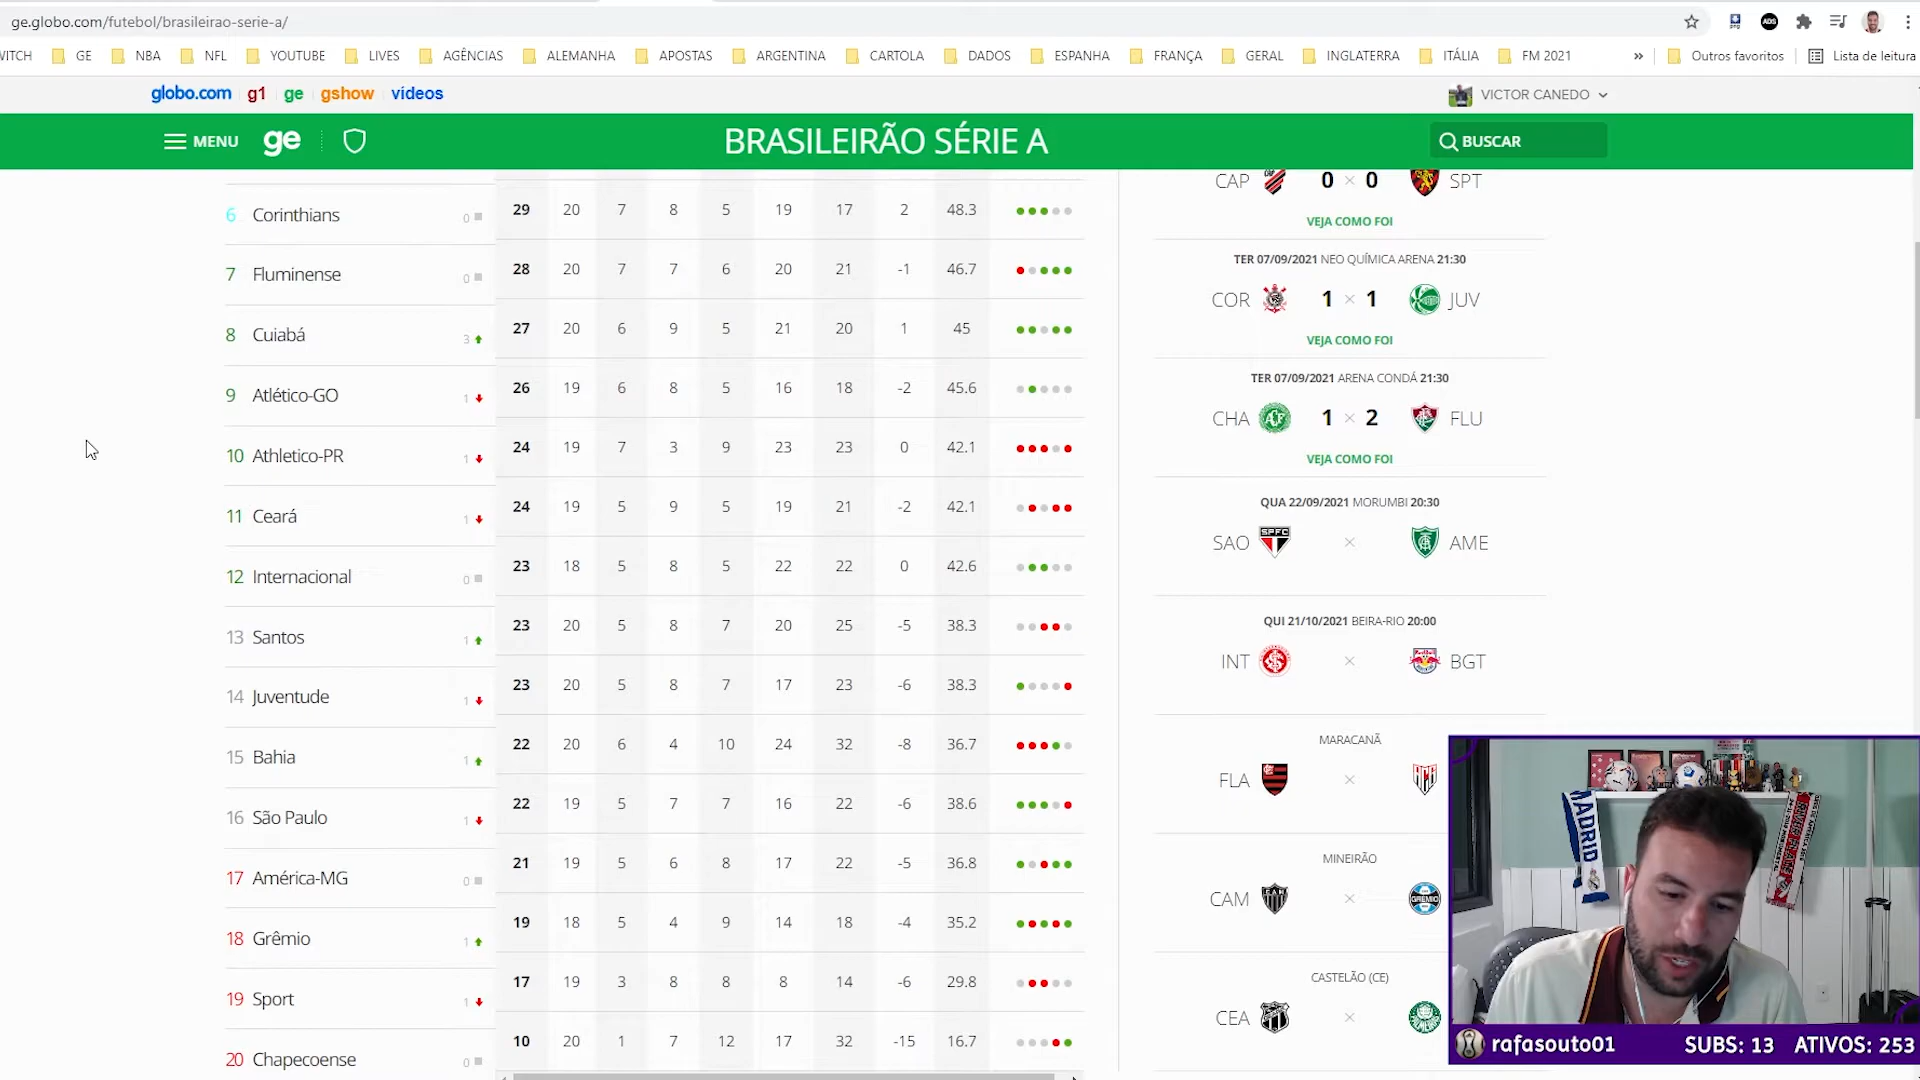 ge.globo.com/futebol/brasileirao-serie-a/
WITCH GE NBA NFL YOUTUBE LIVES AGÊNCIAS ALEMANHA APOSTAS ARGENTINA CARTOLA DADOS ESPANHA FRANÇA GERAL INGLATERRA ITÁLIA FM 2021 » Outros favoritos Lista de leitura
globo.com g1 ge gshow videos VICTOR CANEDO
MENU ge BRASILEIRÃO SÉRIE A BUSCAR
6 Corinthians 0 29 20 7 8 5 19 17 2 48.3
7 Fluminense 0 28 20 7 7 6 20 21 -1 46.7
8 Cuiabá 3 27 20 6 9 5 21 20 1 45
9 Atlético-GO 1 26 19 6 8 5 16 18 -2 45.6
10 Athletico-PR 1 24 19 7 3 9 23 23 0 42.1
11 Ceará 1 24 19 5 9 5 19 21 -2 42.1
12 Internacional 0 23 18 5 8 5 22 22 0 42.6
13 Santos 1 23 20 5 8 7 20 25 -5 38.3
14 Juventude 1 23 20 5 8 7 17 23 -6 38.3
15 Bahia 1 22 20 6 4 10 24 32 -8 36.7
16 São Paulo 1 22 19 5 7 7 16 22 -6 38.6
17 América-MG 0 21 19 5 6 8 17 22 -5 36.8
18 Grêmio 1 19 18 5 4 9 14 18 -4 35.2
19 Sport 1 17 19 3 8 8 8 14 -6 29.8
20 Chapecoense 0 10 20 1 7 12 17 32 -15 16.7
CAP 0 × 0 SPT
VEJA COMO FOI
TER 07/09/2021 NEO QUÍMICA ARENA 21:30
COR 1 × 1 JUV
VEJA COMO FOI
TER 07/09/2021 ARENA CONDÁ 21:30
CHA 1 × 2 FLU
VEJA COMO FOI
QUA 22/09/2021 MORUMBI 20:30
SAO × AME
QUI 21/10/2021 BEIRA-RIO 20:00
INT × BGT
MARACANÃ
FLA ×
MINEIRÃO
CAM ×
CASTELÃO (CE)
CEA ×
MADRID
rafasouto01 SUBS: 13 ATIVOS: 253